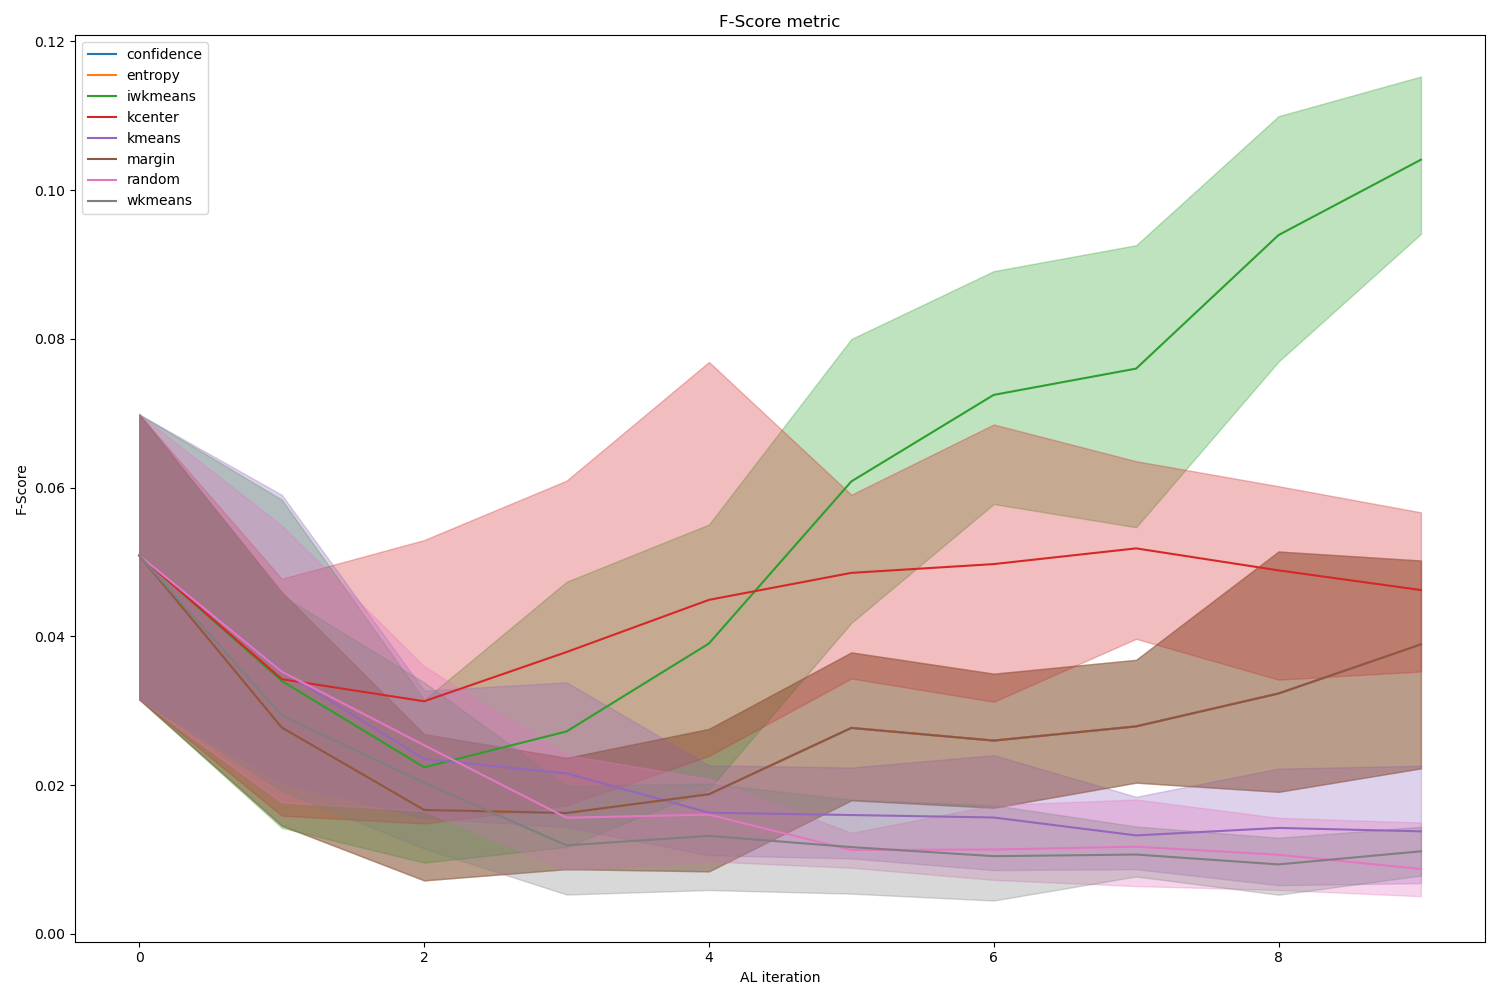 F-Score metric
confidence
entropy
iwkmeans
kcenter
kmeans
margin
random
wkmeans
0.12
0.10
0.08
0.06
0.04
0.02
0.00
F-Score
0 2 4 6 8
AL iteration